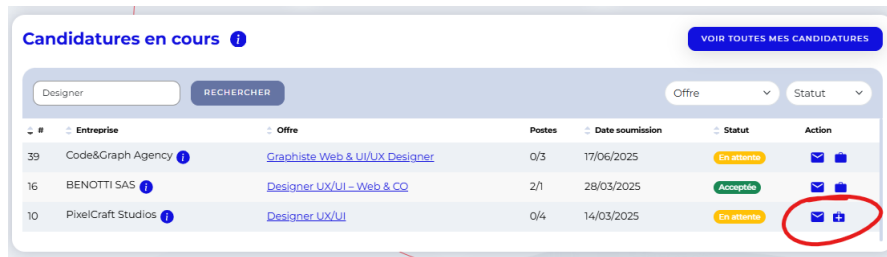 Candidatures en cours i
VOIR TOUTES MES CANDIDATURES
Designer
RECHERCHER
Offre
Statut
# Entreprise Offre Postes Date soumission Statut Action
39 Code&Graph Agency i Graphiste Web & UI/UX Designer 0/3 17/06/2025 En attente
16 BENOTTI SAS i Designer UX/UI – Web & CO 2/1 28/03/2025 Acceptée
10 PixelCraft Studios i Designer UX/UI 0/4 14/03/2025 En attente